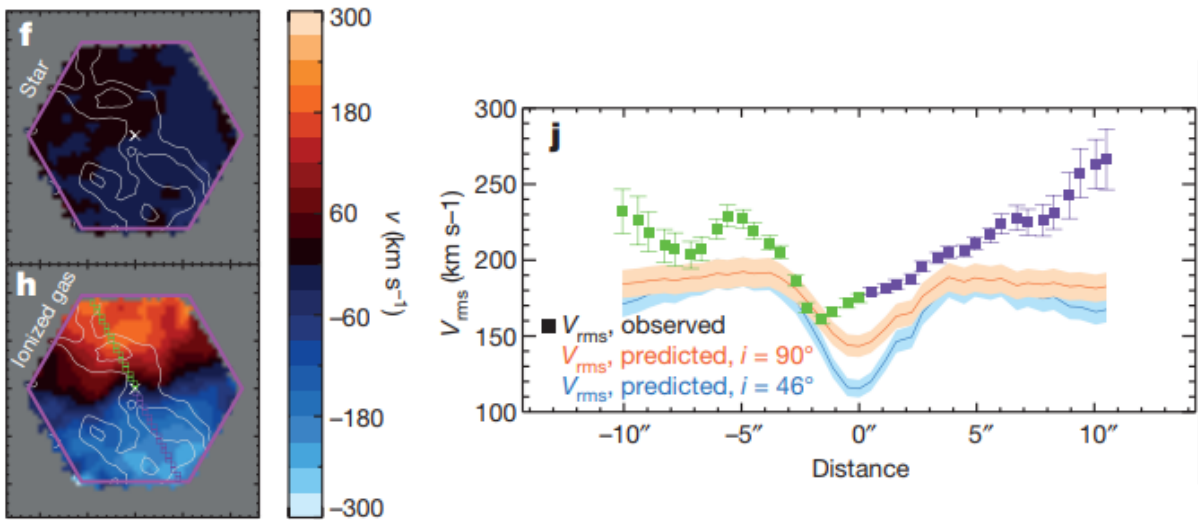 f
Star
h
Ionized gas
300
180
60
−60
−180
−300
v (km s−1)
j
300
250
200
150
100
Vrms (km s–1)
Vrms, observed
Vrms, predicted, i = 90°
Vrms, predicted, i = 46°
−10″ −5″ 0″ 5″ 10″
Distance